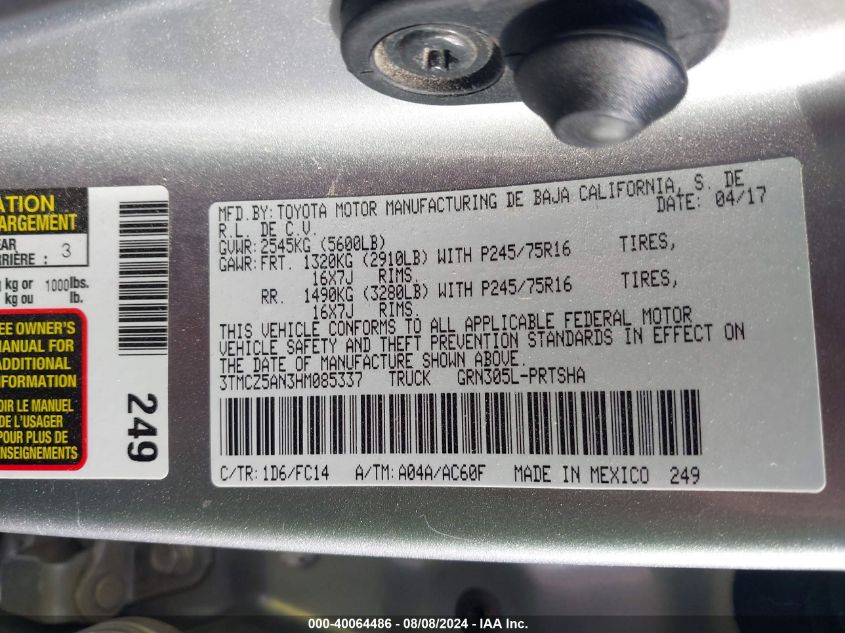 ATION
ARGEMENT
EAR
RRIÈRE : 3
kg or 1000 lbs.
kg ou lb.
EE OWNER'S
MANUAL FOR
ADDITIONAL
INFORMATION
OIR LE MANUEL
DE L'USAGER
POUR PLUS DE
ENSEIGNEMENTS
249
MFD. BY: TOYOTA MOTOR MANUFACTURING DE BAJA CALIFORNIA, S. DE
R.L. DE C.V. DATE: 04/17
GVWR: 2545KG (5600LB)
GAWR: FRT. 1320KG (2910LB) WITH P245/75R16 TIRES,
16X7J RIMS,
RR. 1490KG (3280LB) WITH P245/75R16 TIRES,
16X7J RIMS,
THIS VEHICLE CONFORMS TO ALL APPLICABLE FEDERAL MOTOR
VEHICLE SAFETY AND THEFT PREVENTION STANDARDS IN EFFECT ON
THE DATE OF MANUFACTURE SHOWN ABOVE.
3TMCZ5AN3HM085337 TRUCK GRN305L-PRTSHA
C/TR: 1D6/FC14 A/TM: A04A/AC60F MADE IN MEXICO 249
000-40064486 - 08/08/2024 - IAA Inc.